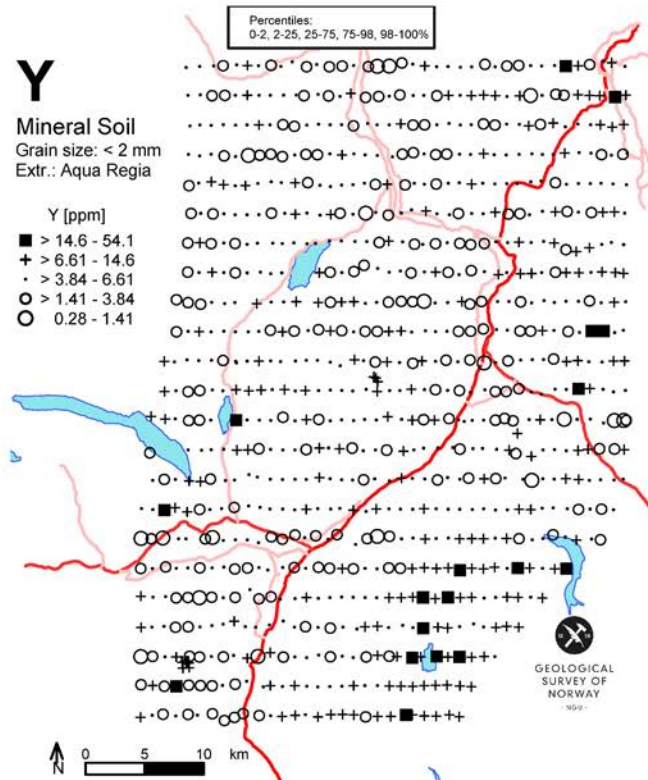 Percentiles:
0-2, 2-25, 25-75, 75-98, 98-100%
Y
Mineral Soil
Grain size: < 2 mm
Extr.: Aqua Regia
Y [ppm]
> 14.6 - 54.1
> 6.61 - 14.6
> 3.84 - 6.61
> 1.41 - 3.84
0.28 - 1.41
GEOLOGICAL
SURVEY OF
NORWAY
- NGU -
N
0 5 10 km